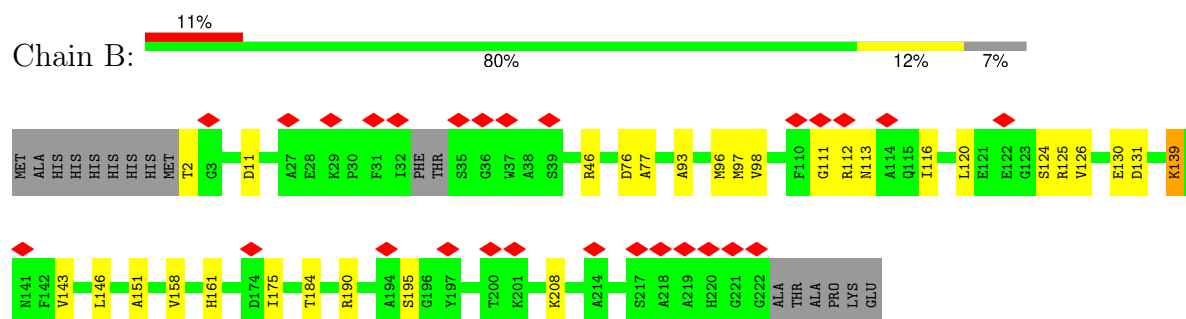 11%
Chain B:
80% 12% 7%
MET ALA HIS HIS HIS HIS HIS HIS MET T2 G3 D11 A27 E28 K29 P30 F31 I32 PHE THR S35 G36 W37 A38 S39 R46 D76 A77 A93 M96 M97 V98 F110 G111 R112 N113 A114 Q115 I116 L120 E121 E122 G123 S124 R125 V126 E130 D131 K139
N141 F142 V143 L146 A151 V158 H161 D174 I175 T184 R190 A194 S195 G196 Y197 T200 K201 K208 A214 S217 A218 A219 H220 G221 G222 ALA THR ALA PRO LYS GLU